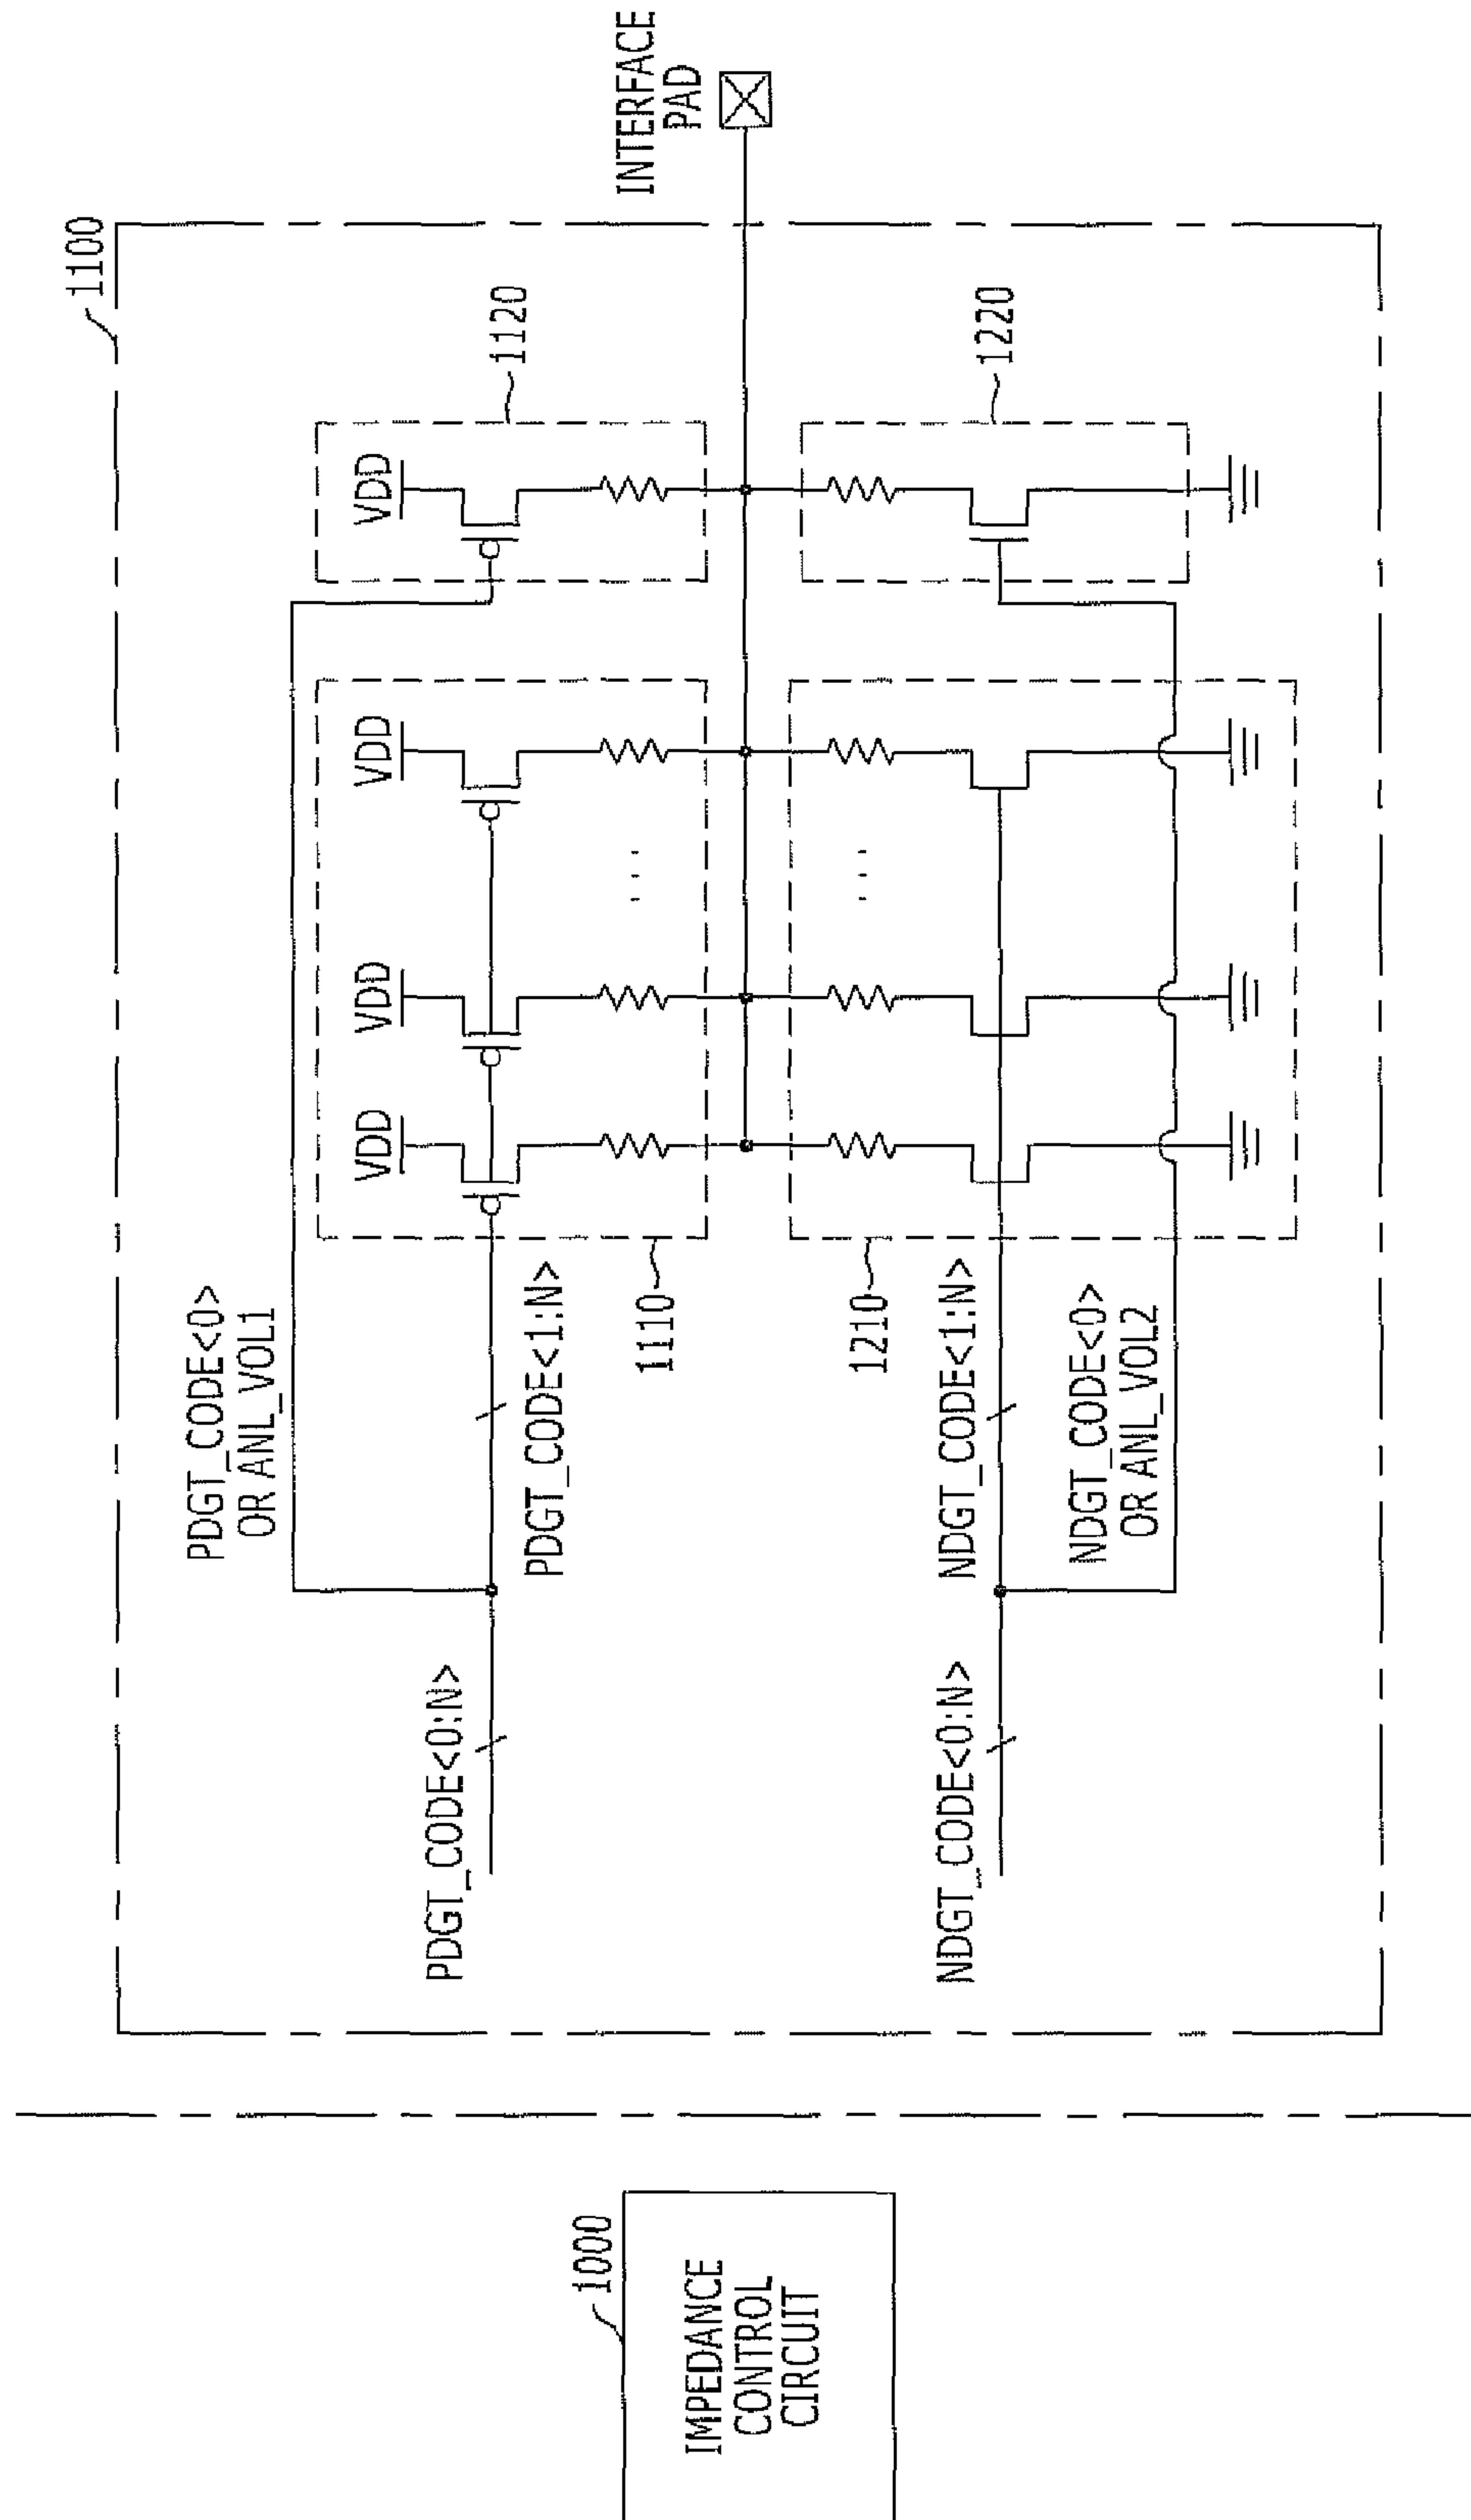 1000
IMPEDANCE
CONTROL
CIRCUIT
1100
PDGT_CODE<0:N>
NDGT_CODE<0:N>
PDGT_CODE<0>
OR ANL_VOL1
PDGT_CODE<1:N>
1110
1210
NDGT_CODE<1:N>
NDGT_CODE<0>
OR ANL_VOL2
VDD
VDD
VDD
VDD
1120
1220
INTERFACE
PAD